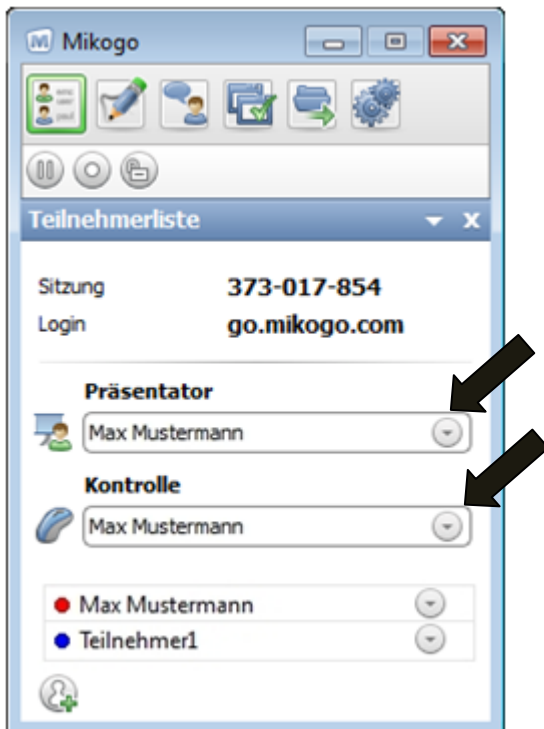 Mikogo
Teilnehmerliste
Sitzung 373-017-854
Login go.mikogo.com
Präsentator
Max Mustermann
Kontrolle
Max Mustermann
Max Mustermann
Teilnehmer1